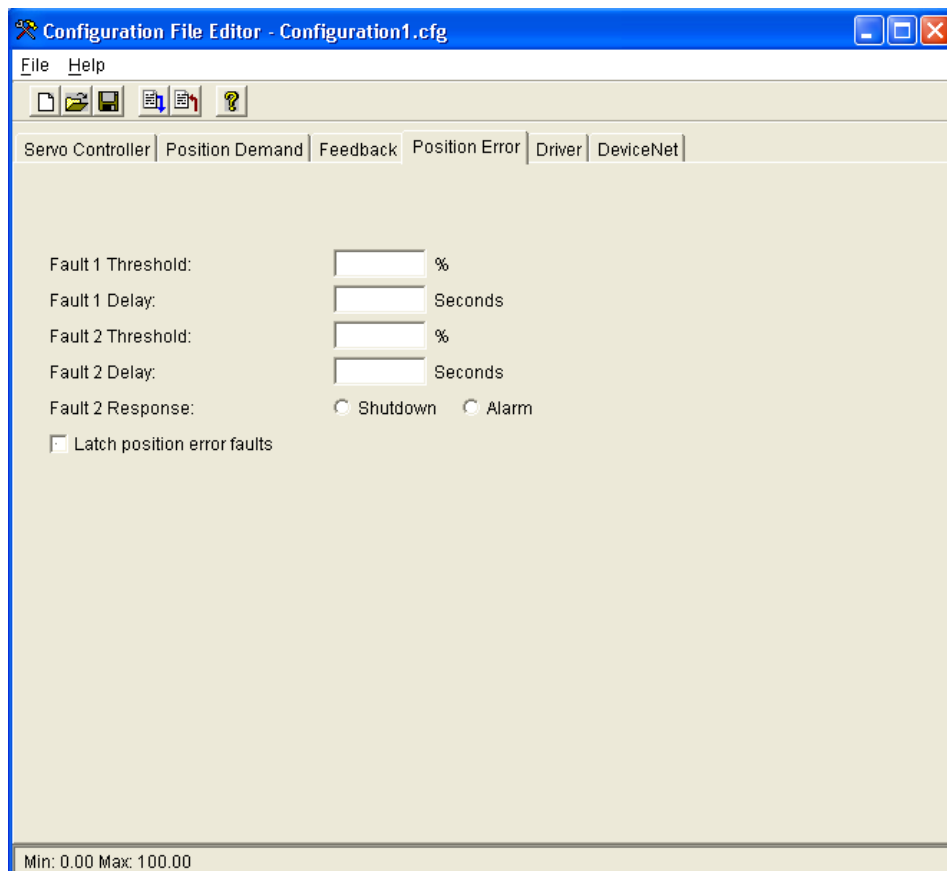 Configuration File Editor - Configuration1.cfg
File Help
Servo Controller Position Demand Feedback Position Error Driver DeviceNet
Fault 1 Threshold: %
Fault 1 Delay: Seconds
Fault 2 Threshold: %
Fault 2 Delay: Seconds
Fault 2 Response: Shutdown Alarm
Latch position error faults
Min: 0.00 Max: 100.00